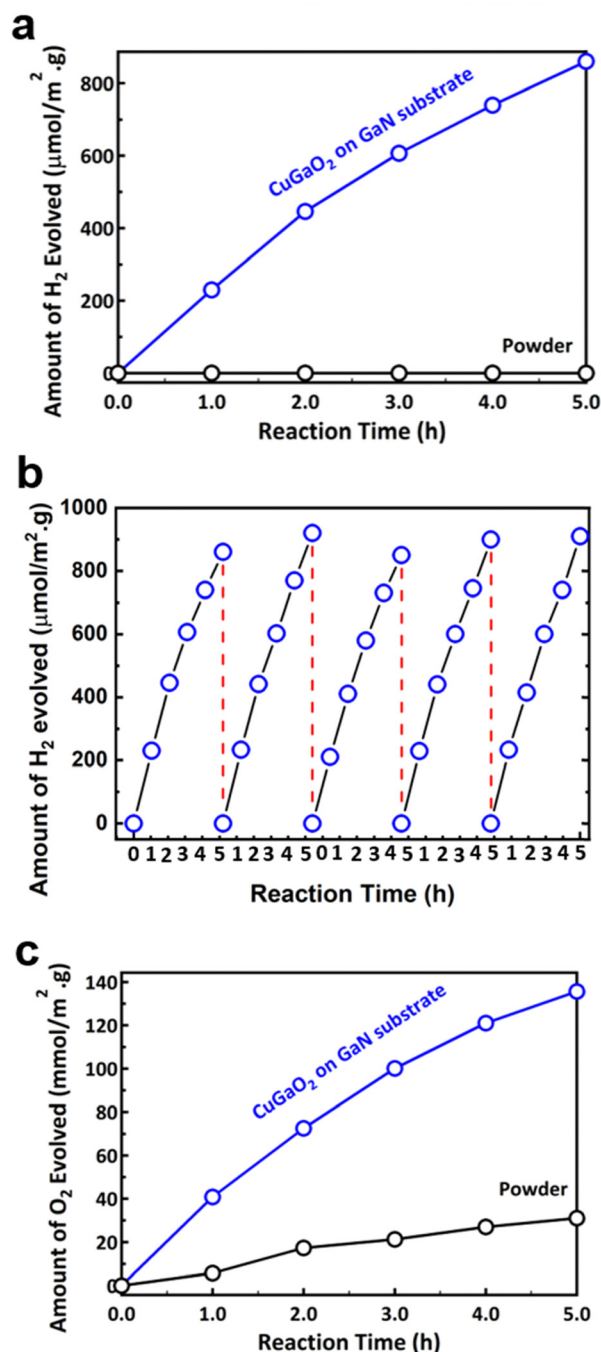 a
Amount of H2 Evolved (μmol/m2.g)
800
600
400
200
0
CuGaO2 on GaN substrate
Powder
0.0 1.0 2.0 3.0 4.0 5.0
Reaction Time (h)
b
Amount of H2 evolved (μmol/m2.g)
1000
800
600
400
200
0
0 1 2 3 4 5 1 2 3 4 5 0 1 2 3 4 5 1 2 3 4 5 1 2 3 4 5
Reaction Time (h)
c
Amount of O2 Evolved (mmol/m2.g)
140
120
100
80
60
40
20
0
CuGaO2 on GaN substrate
Powder
0.0 1.0 2.0 3.0 4.0 5.0
Reaction Time (h)